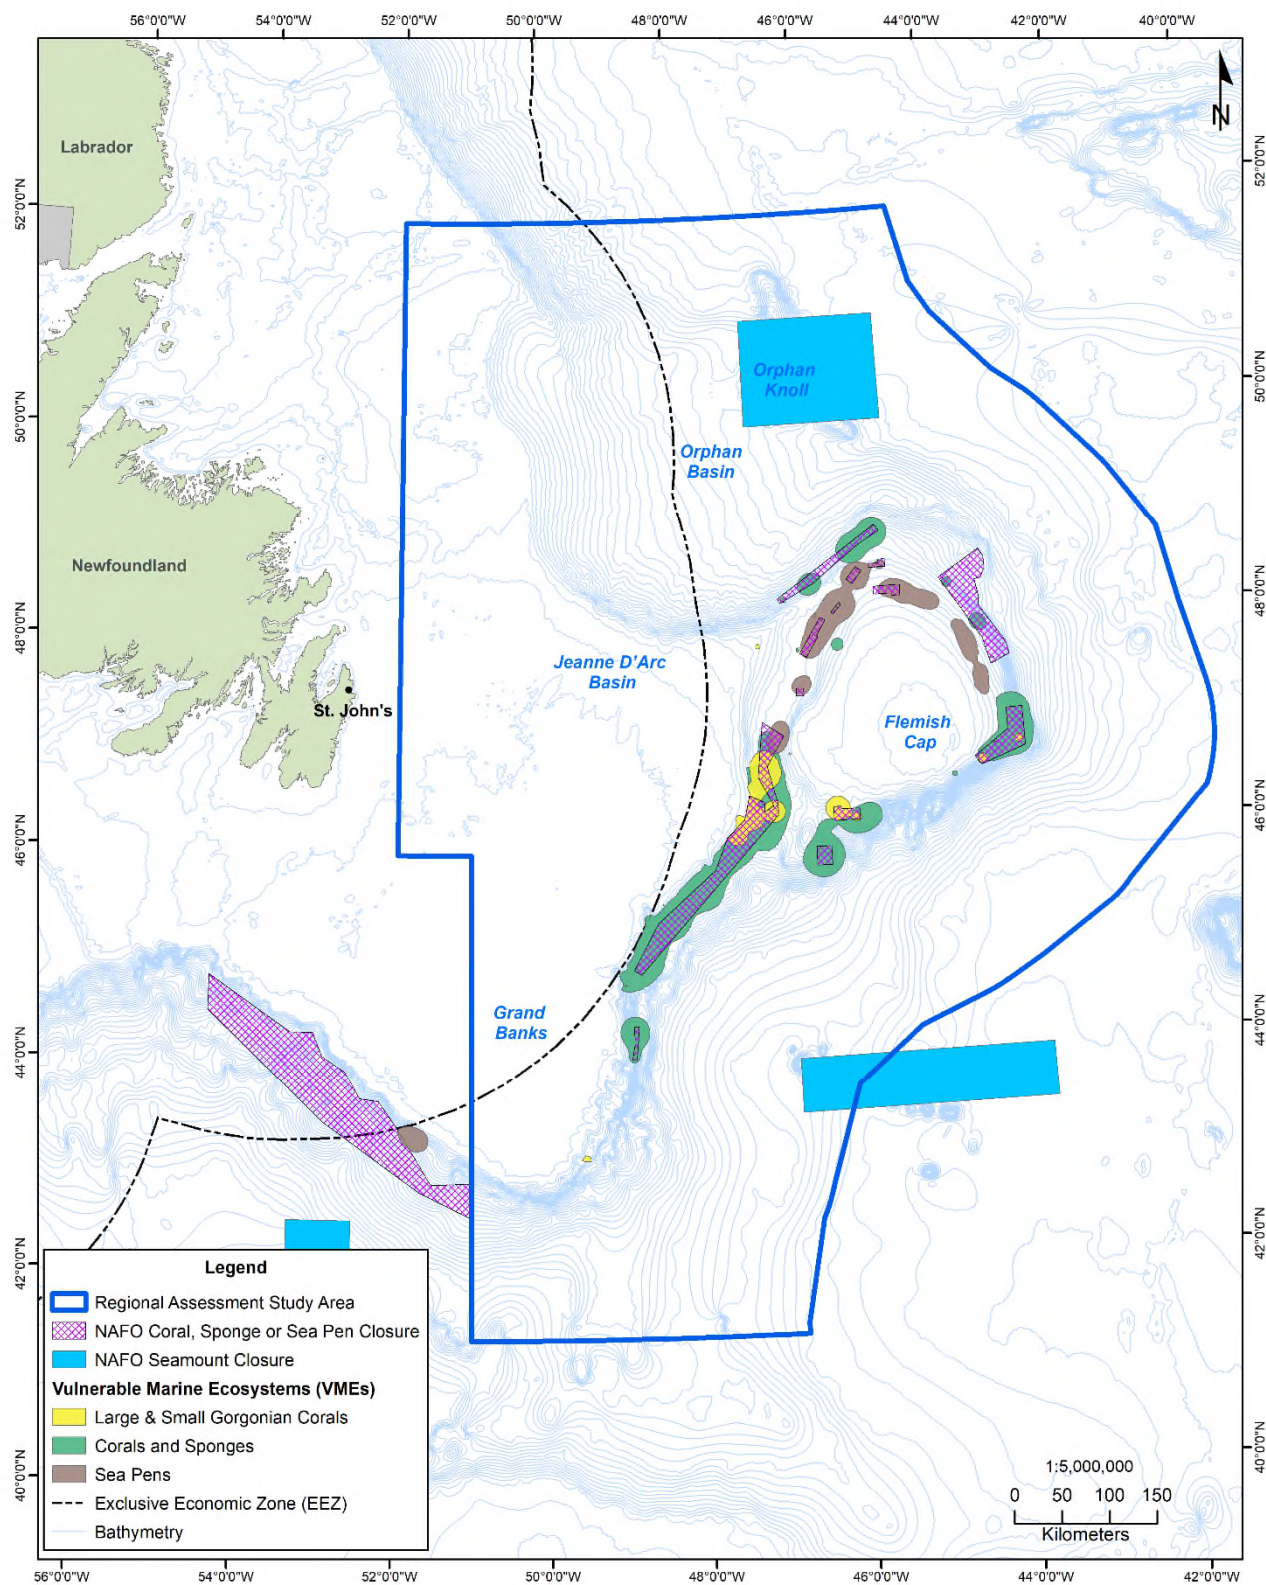 56°0'0"W
54°0'0"W
52°0'0"W
50°0'0"W
48°0'0"W
46°0'0"W
44°0'0"W
42°0'0"W
40°0'0"W
N
Labrador
52°0'0"N
52°0'0"N
Orphan
Knoll
50°0'0"N
50°0'0"N
Orphan
Basin
Newfoundland
48°0'0"N
48°0'0"N
Jeanne D'Arc
Basin
St. John's
Flemish
Cap
46°0'0"N
46°0'0"N
Grand
Banks
44°0'0"N
44°0'0"N
42°0'0"N
42°0'0"N
Legend
Regional Assessment Study Area
NAFO Coral, Sponge or Sea Pen Closure
NAFO Seamount Closure
Vulnerable Marine Ecosystems (VMEs)
Large & Small Gorgonian Corals
Corals and Sponges
Sea Pens
Exclusive Economic Zone (EEZ)
Bathymetry
40°0'0"N
40°0'0"N
1:5,000,000
0 50 100 150
Kilometers
56°0'0"W
54°0'0"W
52°0'0"W
50°0'0"W
48°0'0"W
46°0'0"W
44°0'0"W
42°0'0"W